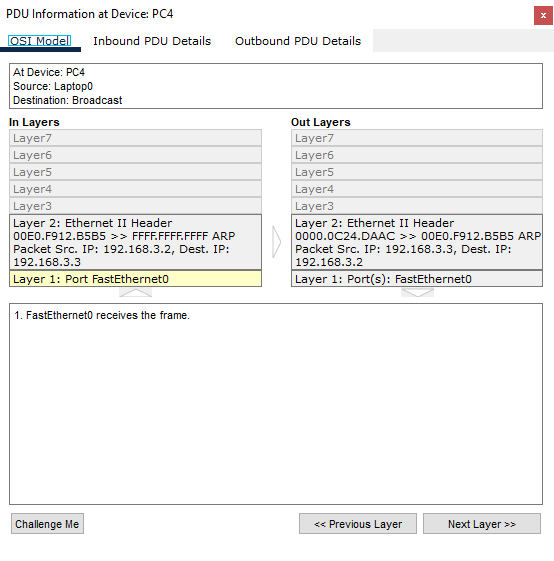 PDU Information at Device: PC4
x
OSI Model Inbound PDU Details Outbound PDU Details
At Device: PC4
Source: Laptop0
Destination: Broadcast
In Layers
Layer7
Layer6
Layer5
Layer4
Layer3
Layer 2: Ethernet II Header
00E0.F912.B5B5 >> FFFF.FFFF.FFFF ARP
Packet Src. IP: 192.168.3.2, Dest. IP:
192.168.3.3
Layer 1: Port FastEthernet0
Out Layers
Layer7
Layer6
Layer5
Layer4
Layer3
Layer 2: Ethernet II Header
0000.0C24.DAAC >> 00E0.F912.B5B5 ARP
Packet Src. IP: 192.168.3.3, Dest. IP:
192.168.3.2
Layer 1: Port(s): FastEthernet0
1. FastEthernet0 receives the frame.
Challenge Me << Previous Layer Next Layer >>